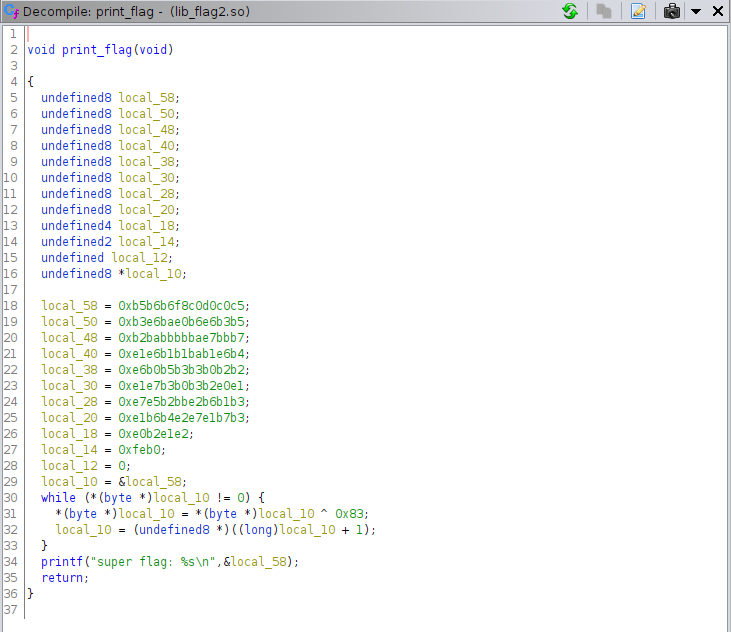 Decompile: print_flag - (lib_flag2.so)
1
2 void print_flag(void)
3
4 {
5 undefined8 local_58;
6 undefined8 local_50;
7 undefined8 local_48;
8 undefined8 local_40;
9 undefined8 local_38;
10 undefined8 local_30;
11 undefined8 local_28;
12 undefined8 local_20;
13 undefined4 local_18;
14 undefined2 local_14;
15 undefined local_12;
16 undefined8 *local_10;
17
18 local_58 = 0xb5b6b6f8c0d0c0c5;
19 local_50 = 0xb3e6bae0b6e6b3b5;
20 local_48 = 0xb2babbbbbae7bbb7;
21 local_40 = 0xe1e6b1b1bab1e6b4;
22 local_38 = 0xe6b0b5b3b3b0b2b2;
23 local_30 = 0xe1e7b3b0b3b2e0e1;
24 local_28 = 0xe7e5b2bbe2b6b1b3;
25 local_20 = 0xe1b6b4e2e7e1b7b3;
26 local_18 = 0xe0b2e1e2;
27 local_14 = 0xfeb0;
28 local_12 = 0;
29 local_10 = &local_58;
30 while (*(byte *)local_10 != 0) {
31 *(byte *)local_10 = *(byte *)local_10 ^ 0x83;
32 local_10 = (undefined8 *)((long)local_10 + 1);
33 }
34 printf("super flag: %s\n",&local_58);
35 return;
36 }
37